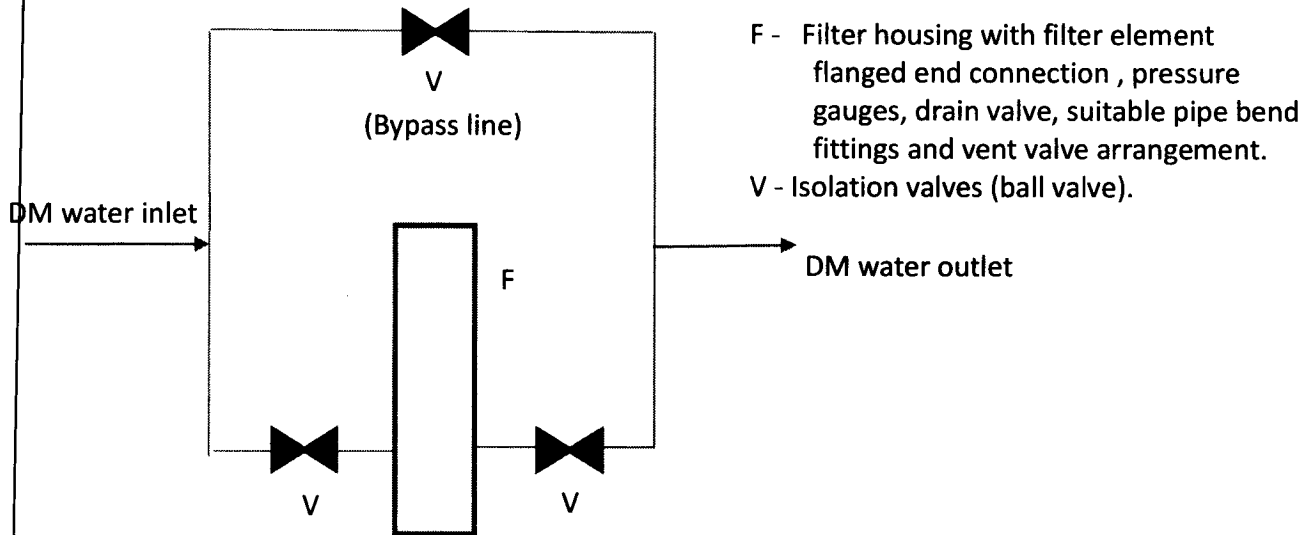 V
(Bypass line)
F - Filter housing with filter element
flanged end connection , pressure
gauges, drain valve, suitable pipe bend
fittings and vent valve arrangement.
V - Isolation valves (ball valve).
DM water inlet
F
DM water outlet
V
V